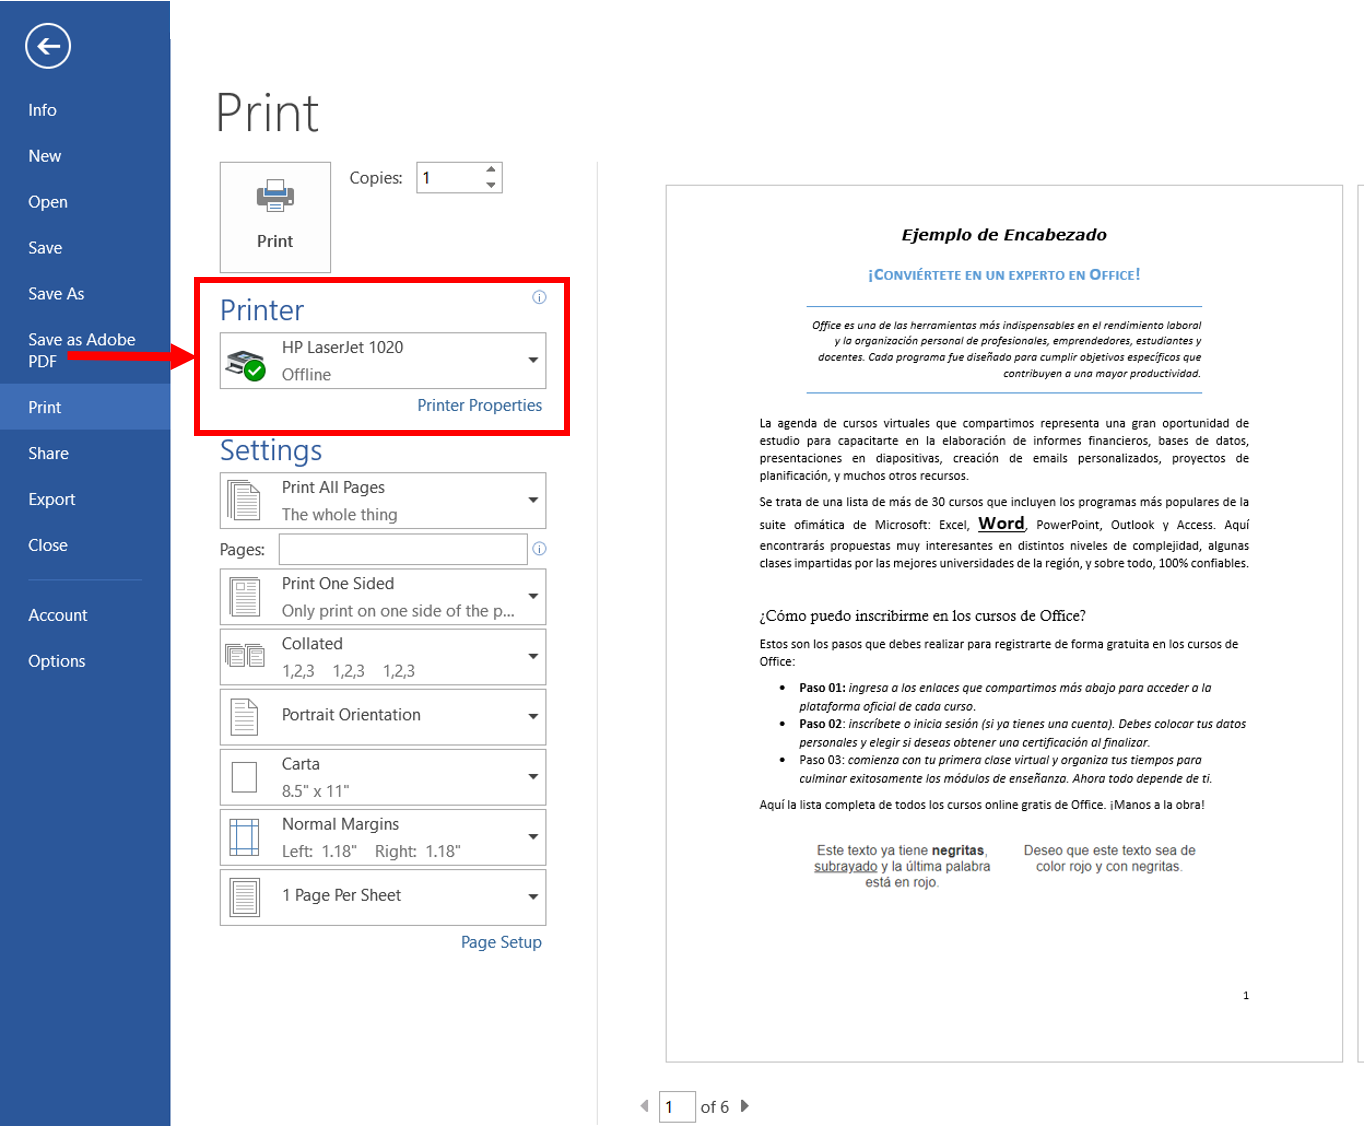 Info
New
Open
Save
Save As
Save as Adobe
PDF
Print
Share
Export
Close
Account
Options
Print
Print
Copies: 1
Printer
HP LaserJet 1020
Offline
Printer Properties
Settings
Print All Pages
The whole thing
Pages:
Print One Sided
Only print on one side of the p...
Collated
1,2,3 1,2,3 1,2,3
Portrait Orientation
Carta
8.5" x 11"
Normal Margins
Left: 1.18" Right: 1.18"
1 Page Per Sheet
Page Setup
Ejemplo de Encabezado
¡CONVIÉRTETE EN UN EXPERTO EN OFFICE!
Office es una de las herramientas más indispensables en el rendimiento laboral
y la organización personal de profesionales, emprendedores, estudiantes y
docentes. Cada programa fue diseñado para cumplir objetivos específicos que
contribuyen a una mayor productividad.
La agenda de cursos virtuales que compartimos representa una gran oportunidad de
estudio para capacitarte en la elaboración de informes financieros, bases de datos,
presentaciones en diapositivas, creación de emails personalizados, proyectos de
planificación, y muchos otros recursos.
Se trata de una lista de más de 30 cursos que incluyen los programas más populares de la
suite ofimática de Microsoft: Excel, Word, PowerPoint, Outlook y Access. Aquí
encontrarás propuestas muy interesantes en distintos niveles de complejidad, algunas
clases impartidas por las mejores universidades de la región, y sobre todo, 100% confiables.
¿Cómo puedo inscribirme en los cursos de Office?
Estos son los pasos que debes realizar para registrarte de forma gratuita en los cursos de
Office:
• Paso 01: ingresa a los enlaces que compartimos más abajo para acceder a la
plataforma oficial de cada curso.
• Paso 02: inscríbete o inicia sesión (si ya tienes una cuenta). Debes colocar tus datos
personales y elegir si deseas obtener una certificación al finalizar.
• Paso 03: comienza con tu primera clase virtual y organiza tus tiempos para
culminar exitosamente los módulos de enseñanza. Ahora todo depende de ti.
Aquí la lista completa de todos los cursos online gratis de Office. ¡Manos a la obra!
Este texto ya tiene negritas,
subrayado y la última palabra
está en rojo.
Deseo que este texto sea de
color rojo y con negritas.
1
1 of 6